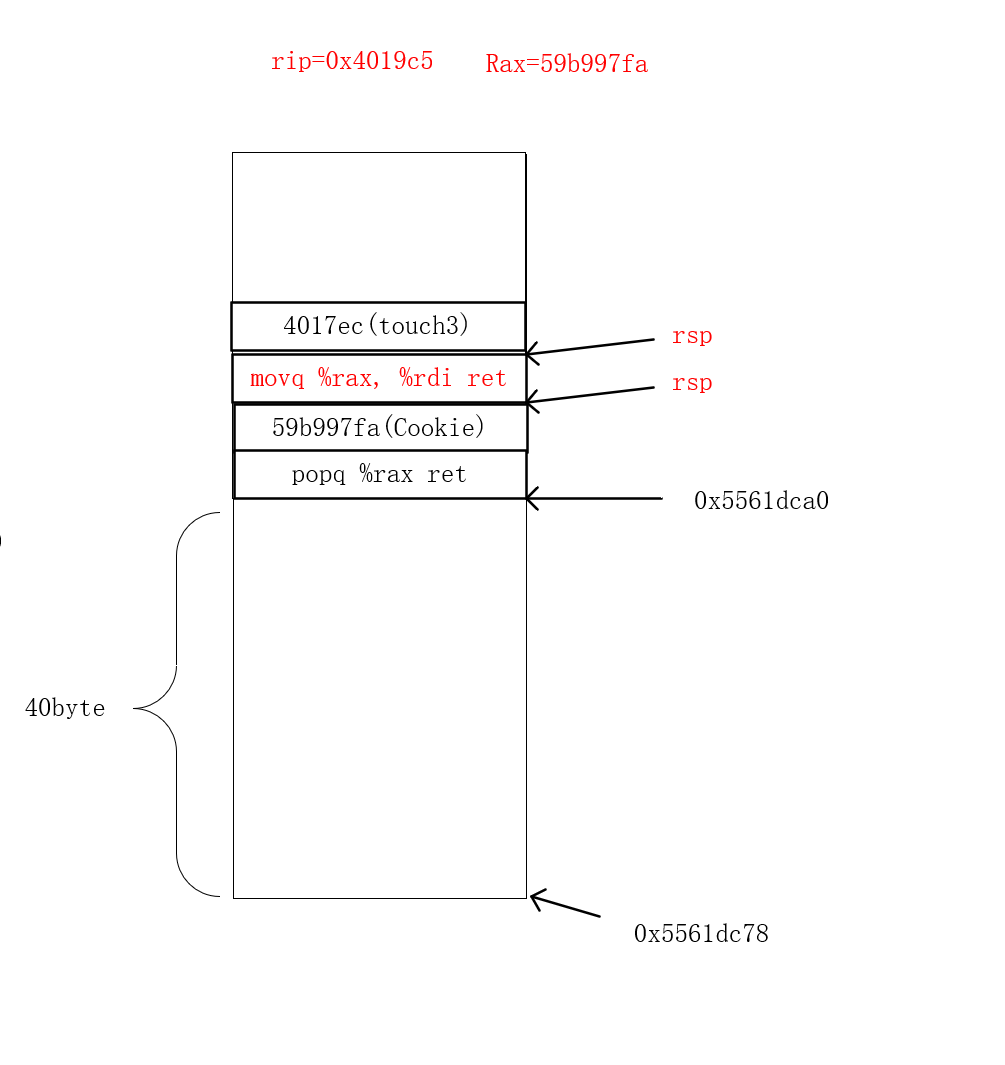 rip=0x4019c5
Rax=59b997fa
4017ec(touch3)
rsp
movq %rax, %rdi ret
rsp
59b997fa(Cookie)
popq %rax ret
0x5561dca0
40byte
0x5561dc78